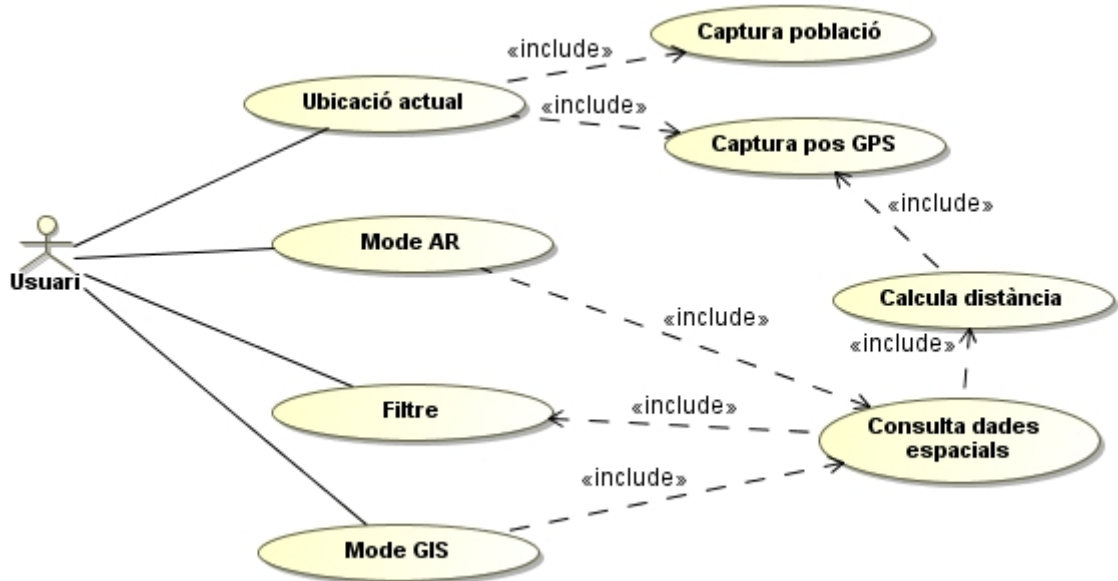 Captura població
«include»
Ubicació actual
«include»
Captura pos GPS
«include»
Mode AR
Usuari
Calcula distància
«include»
«include»
Filtre
«include»
Consulta dades
espacials
«include»
Mode GIS